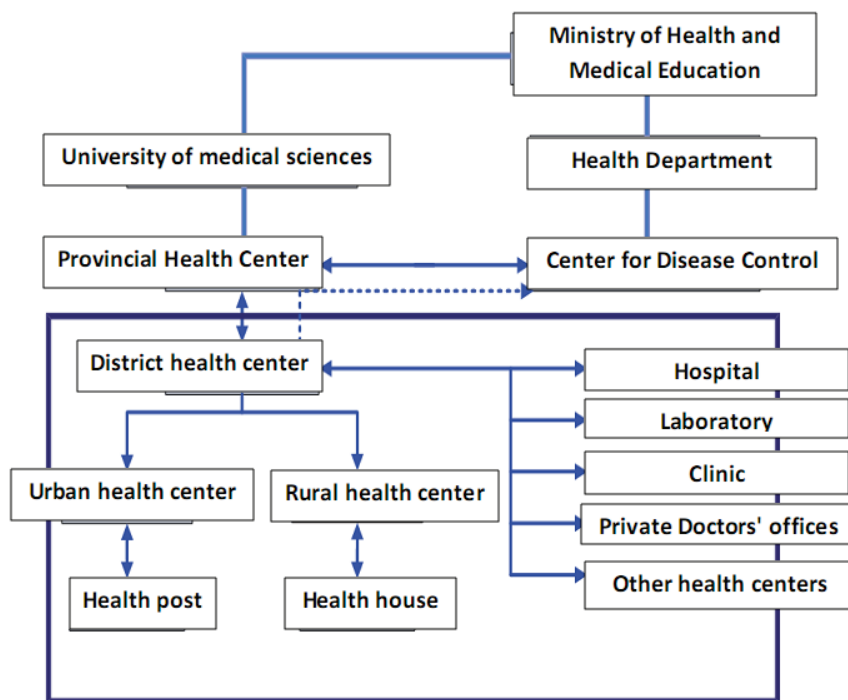 Ministry of Health and
Medical Education
University of medical sciences
Health Department
Provincial Health Center
Center for Disease Control
District health center
Hospital
Laboratory
Clinic
Urban health center
Rural health center
Private Doctors' offices
Health post
Health house
Other health centers